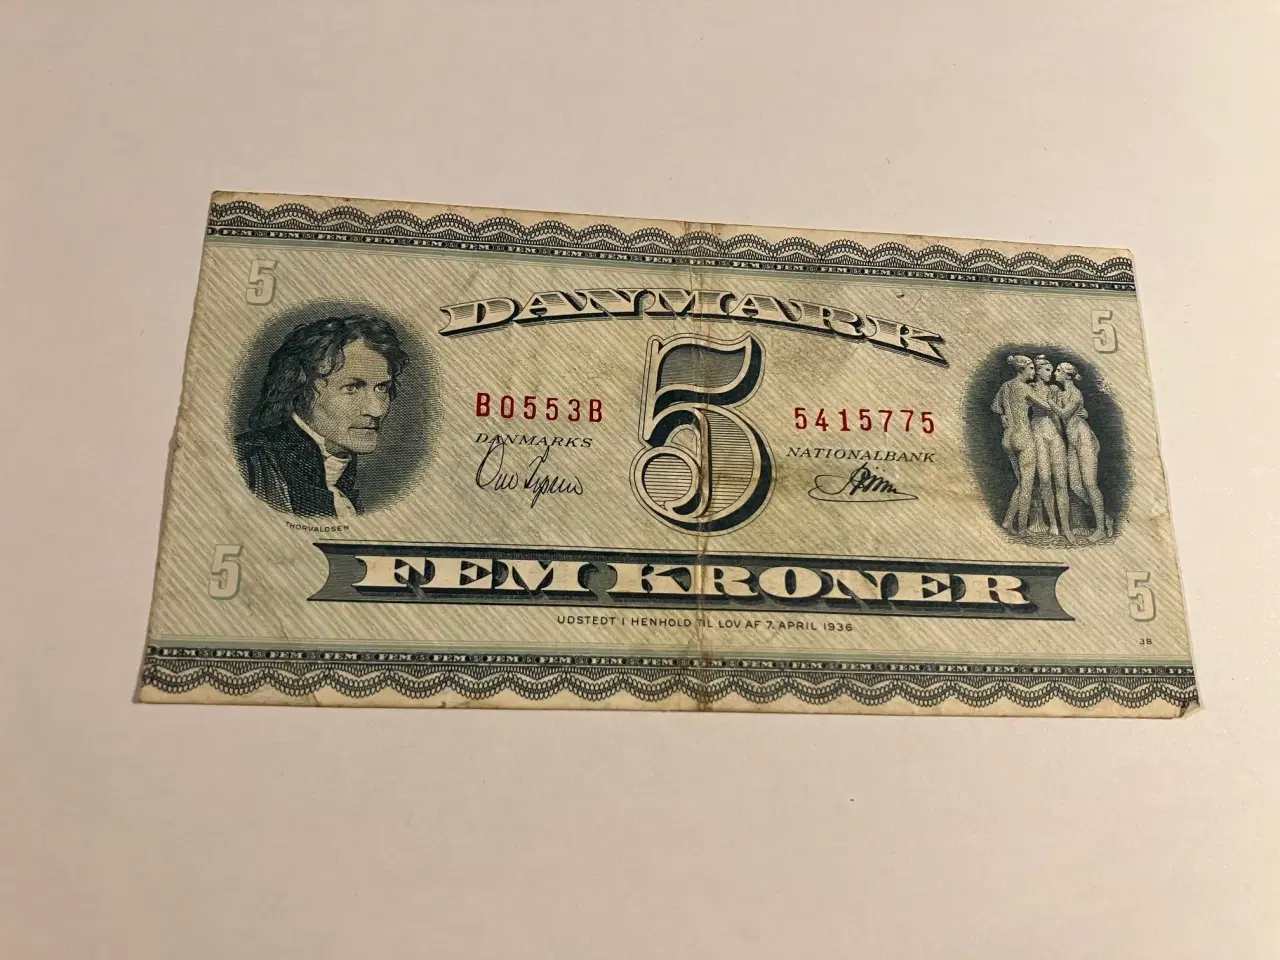 5
DANMARK
5
5
B0553B
5415775
DANMARKS
NATIONALBANK
THORVALDSEN
5
FEM KRONER
5
UDSTEDT I HENHOLD TIL LOV AF 7. APRIL 1936
3B